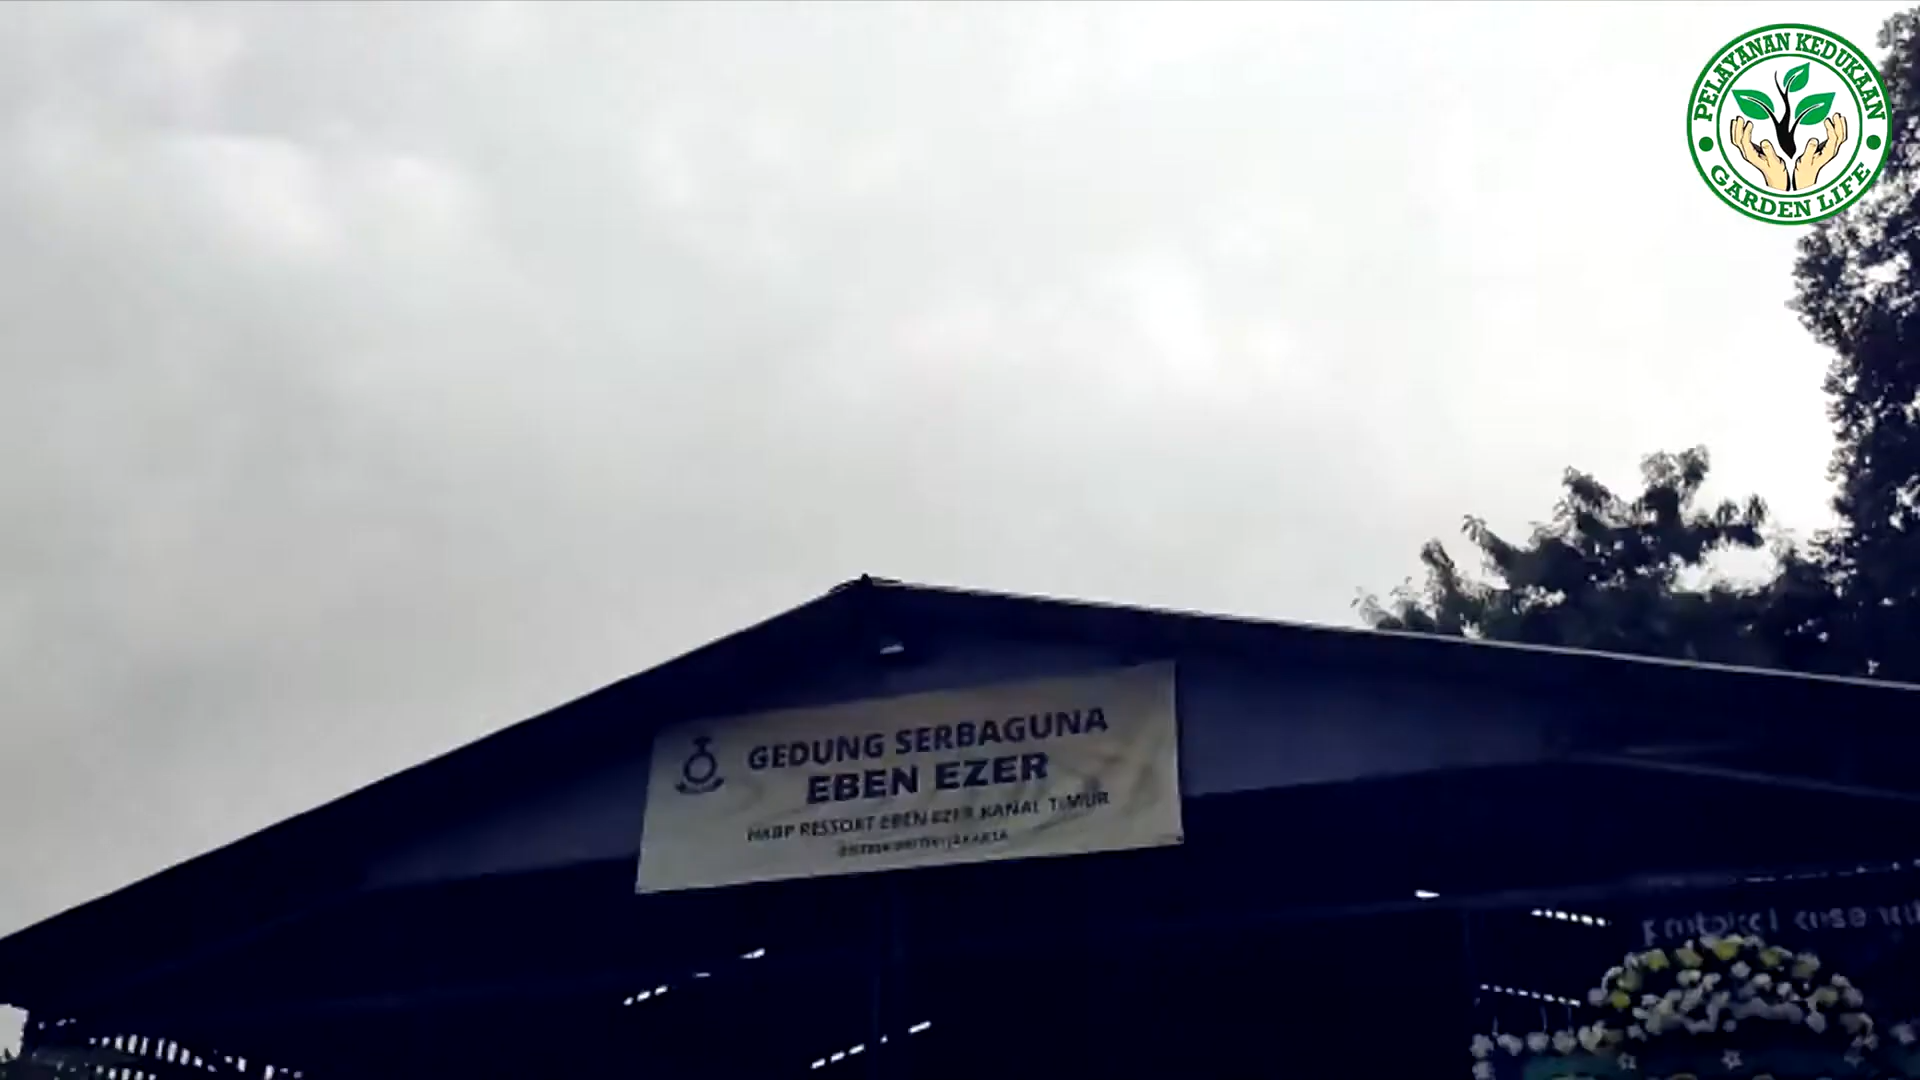 PELAYANAN KEDUKAAN
GARDEN LIFE
GEDUNG SERBAGUNA
EBEN EZER
HKBP RESSORT EBEN EZER KANAL TIMUR